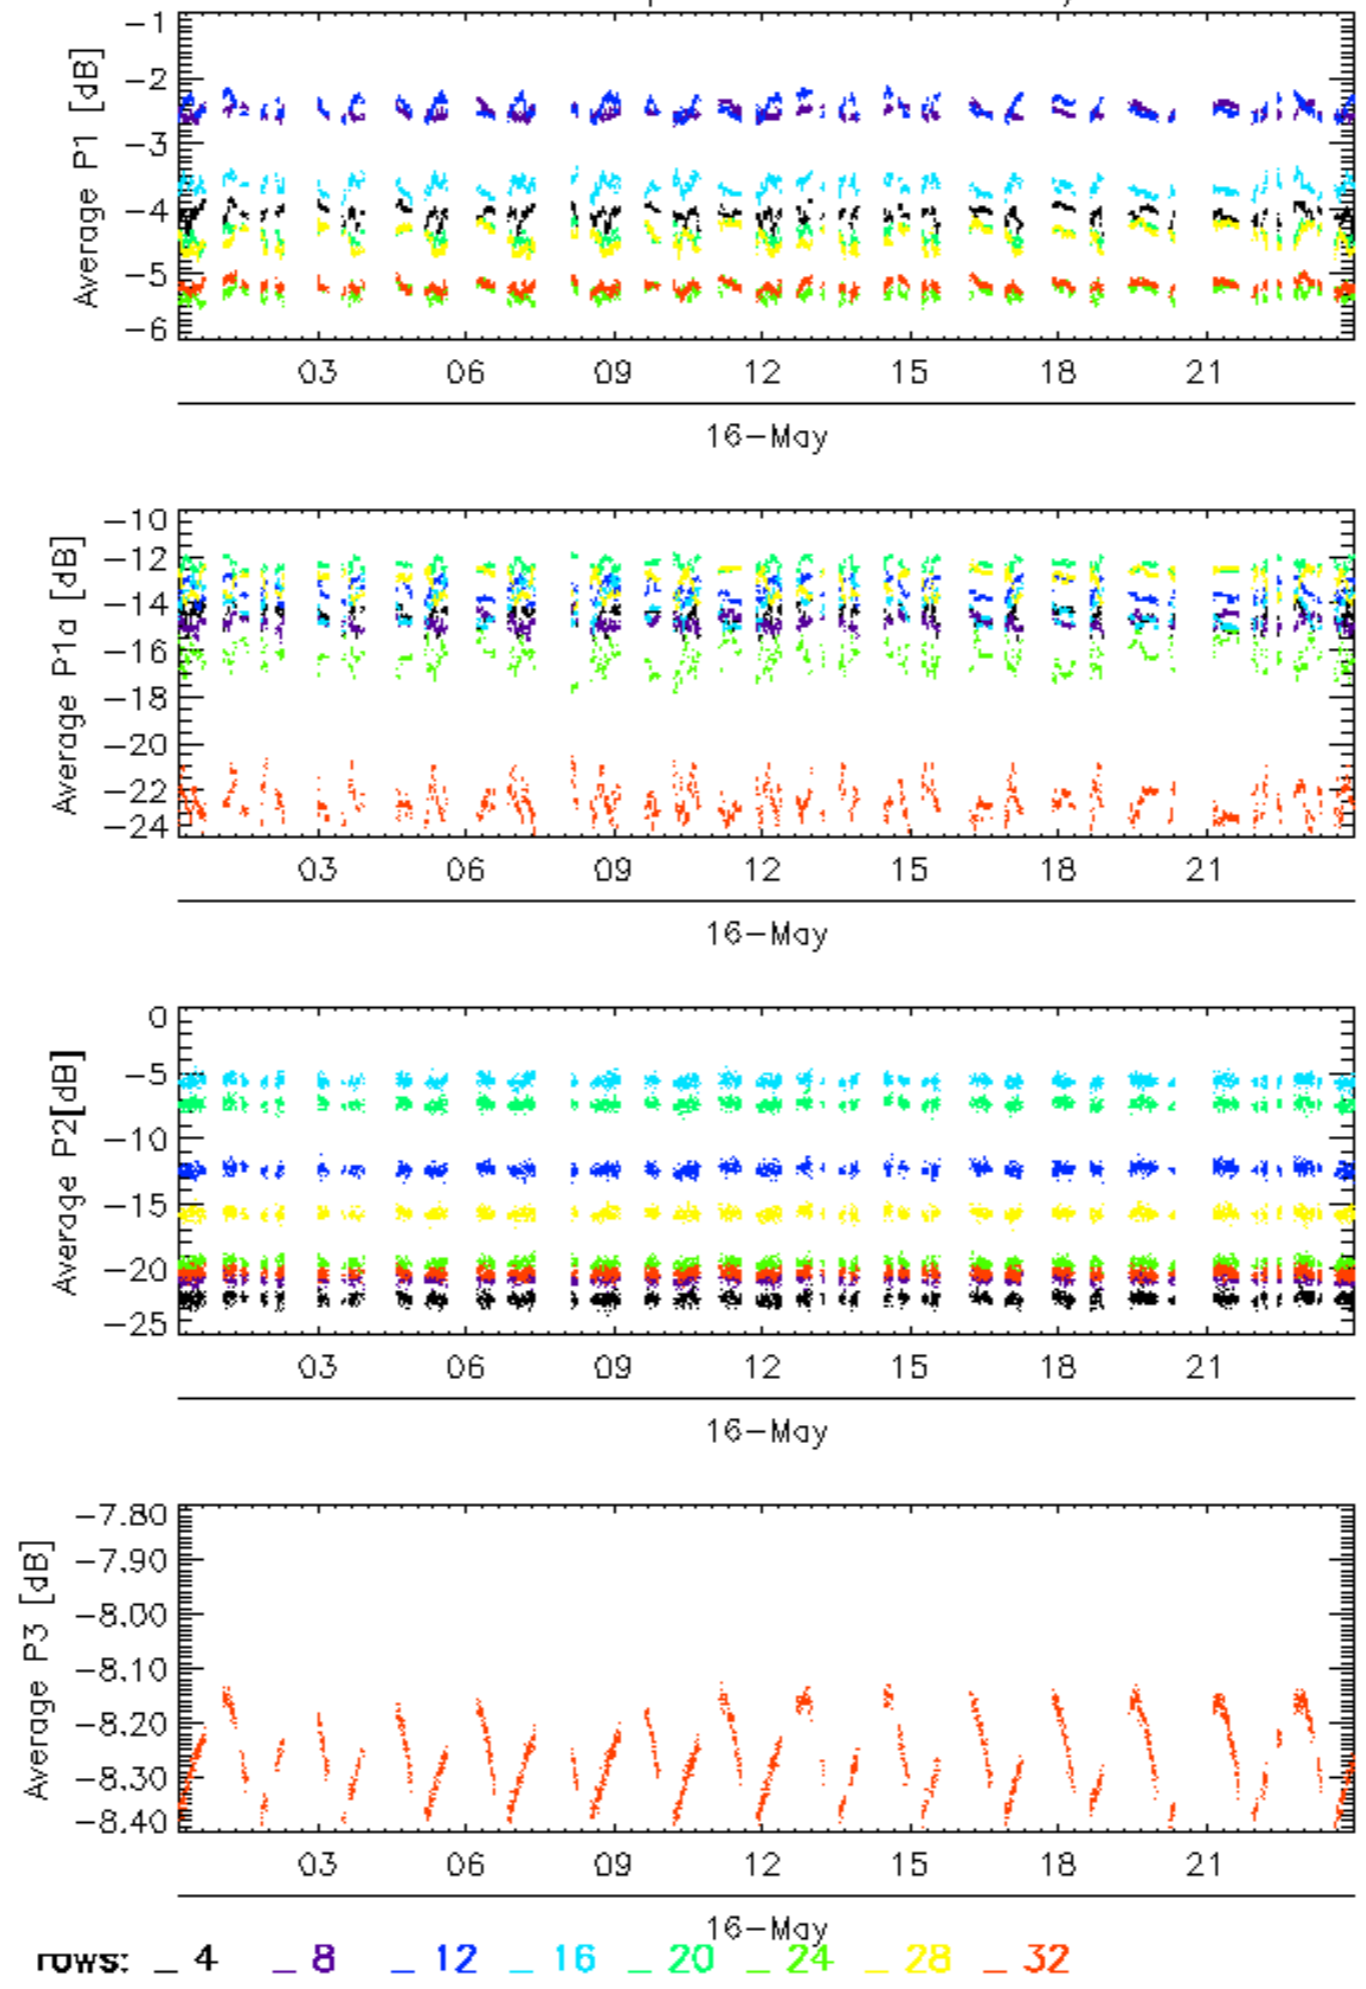 -1
-2
-3
-4
-5
-6
Average P1 [dB]
03 06 09 12 15 18 21
16-May
-10
-12
-14
-16
-18
-20
-22
-24
Average P1a [dB]
03 06 09 12 15 18 21
16-May
0
-5
-10
-15
-20
-25
Average P2[dB]
03 06 09 12 15 18 21
16-May
-7.80
-7.90
-8.00
-8.10
-8.20
-8.30
-8.40
Average P3 [dB]
03 06 09 12 15 18 21
16-May
rows: _ 4 _ 8 _ 12 _ 16 _ 20 _ 24 _ 28 _ 32